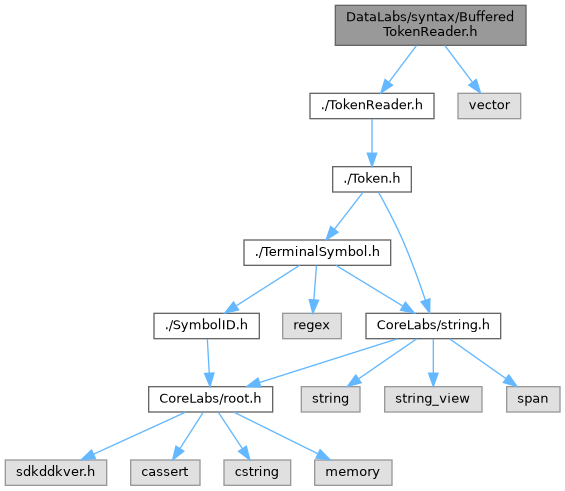 DataLabs/syntax/Buffered
TokenReader.h
./TokenReader.h
vector
./Token.h
./TerminalSymbol.h
./SymbolID.h
regex
CoreLabs/string.h
CoreLabs/root.h
string
string_view
span
sdkddkver.h
cassert
cstring
memory